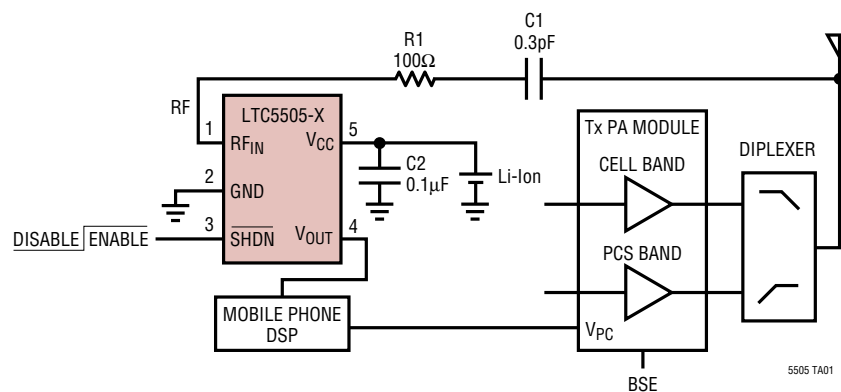 C1
0.3pF
R1
100Ω
RF
LTC5505-X
1
RFIN
VCC
5
2
GND
C2
0.1µF
Li-Ion
DISABLE ENABLE
3
SHDN
VOUT
4
MOBILE PHONE
DSP
Tx PA MODULE
CELL BAND
PCS BAND
VPC
BSE
DIPLEXER
5505 TA01